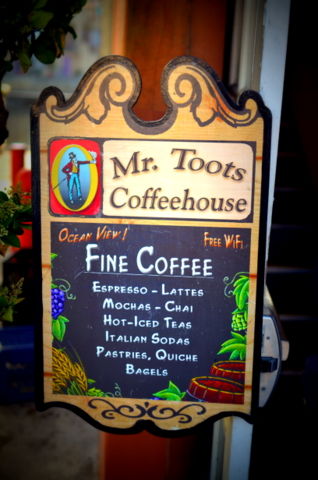 Mr. Toots
Coffeehouse
Ocean View! Free WiFi
Fine Coffee
Espresso - Lattes
Mochas - Chai
Hot-Iced Teas
Italian Sodas
Pastries, Quiche
Bagels